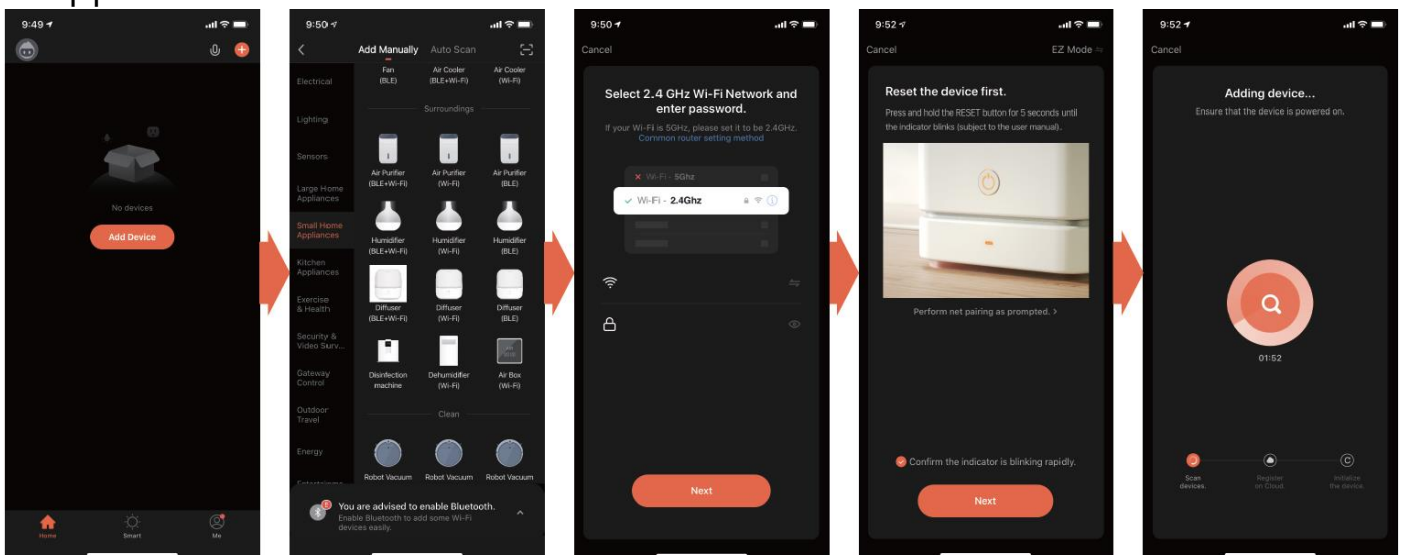 9:49
No devices
Add Device
Home
Smart
Me
9:50
Add Manually Auto Scan
Electrical
Lighting
Sensors
Large Home
Appliances
Small Home
Appliances
Kitchen
Appliances
Exercise
& Health
Security &
Video Surv...
Gateway
Control
Outdoor
Travel
Energy
Fan
(BLE)
Air Cooler
(BLE+Wi-Fi)
Air Cooler
(Wi-Fi)
Surroundings
Air Purifier
(BLE+Wi-Fi)
Air Purifier
(Wi-Fi)
Air Purifier
(BLE)
Humidifier
(BLE+Wi-Fi)
Humidifier
(Wi-Fi)
Humidifier
(BLE)
Diffuser
(BLE+Wi-Fi)
Diffuser
(Wi-Fi)
Diffuser
(BLE)
Disinfection
machine
Dehumidifier
(Wi-Fi)
Air Box
(Wi-Fi)
Clean
Robot Vacuum
Robot Vacuum
Robot Vacuum
You are advised to enable Bluetooth.
Enable Bluetooth to add some Wi-Fi
devices easily.
9:50
Cancel
Select 2.4 GHz Wi-Fi Network and
enter password.
If your Wi-Fi is 5GHz, please set it to be 2.4GHz.
Common router setting method
Wi-Fi - 5Ghz
Wi-Fi - 2.4Ghz
Next
9:52
Cancel EZ Mode
Reset the device first.
Press and hold the RESET button for 5 seconds until
the indicator blinks (subject to the user manual).
Perform net pairing as prompted. >
Confirm the indicator is blinking rapidly.
Next
9:52
Cancel
Adding device...
Ensure that the device is powered on.
01:52
Scan
devices.
Register
on Cloud.
Initialize
the device.